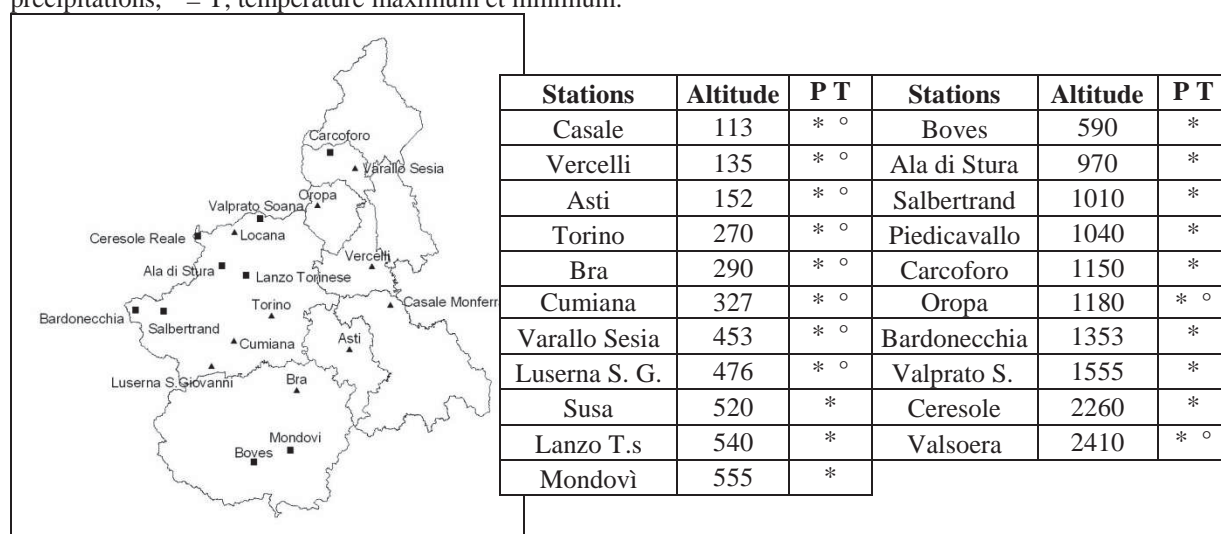 précipitations, ° = T, température maximum et minimum.
Carcoforo
Varallo Sesia
Oropa
Valprato Soana
Ceresole Reale
Locana
Vercelli
Ala di Stura
Lanzo Torinese
Torino
Casale Monferr
Bardonecchia
Salbertrand
Cumiana
Asti
Luserna S.Giovanni
Bra
Mondovi
Boves
Stations Altitude P T Stations Altitude P T
Casale 113 * ° Boves 590 *
Vercelli 135 * ° Ala di Stura 970 *
Asti 152 * ° Salbertrand 1010 *
Torino 270 * ° Piedicavallo 1040 *
Bra 290 * ° Carcoforo 1150 *
Cumiana 327 * ° Oropa 1180 * °
Varallo Sesia 453 * ° Bardonecchia 1353 *
Luserna S. G. 476 * ° Valprato S. 1555 *
Susa 520 * Ceresole 2260 *
Lanzo T.s 540 * Valsoera 2410 * °
Mondovì 555 *